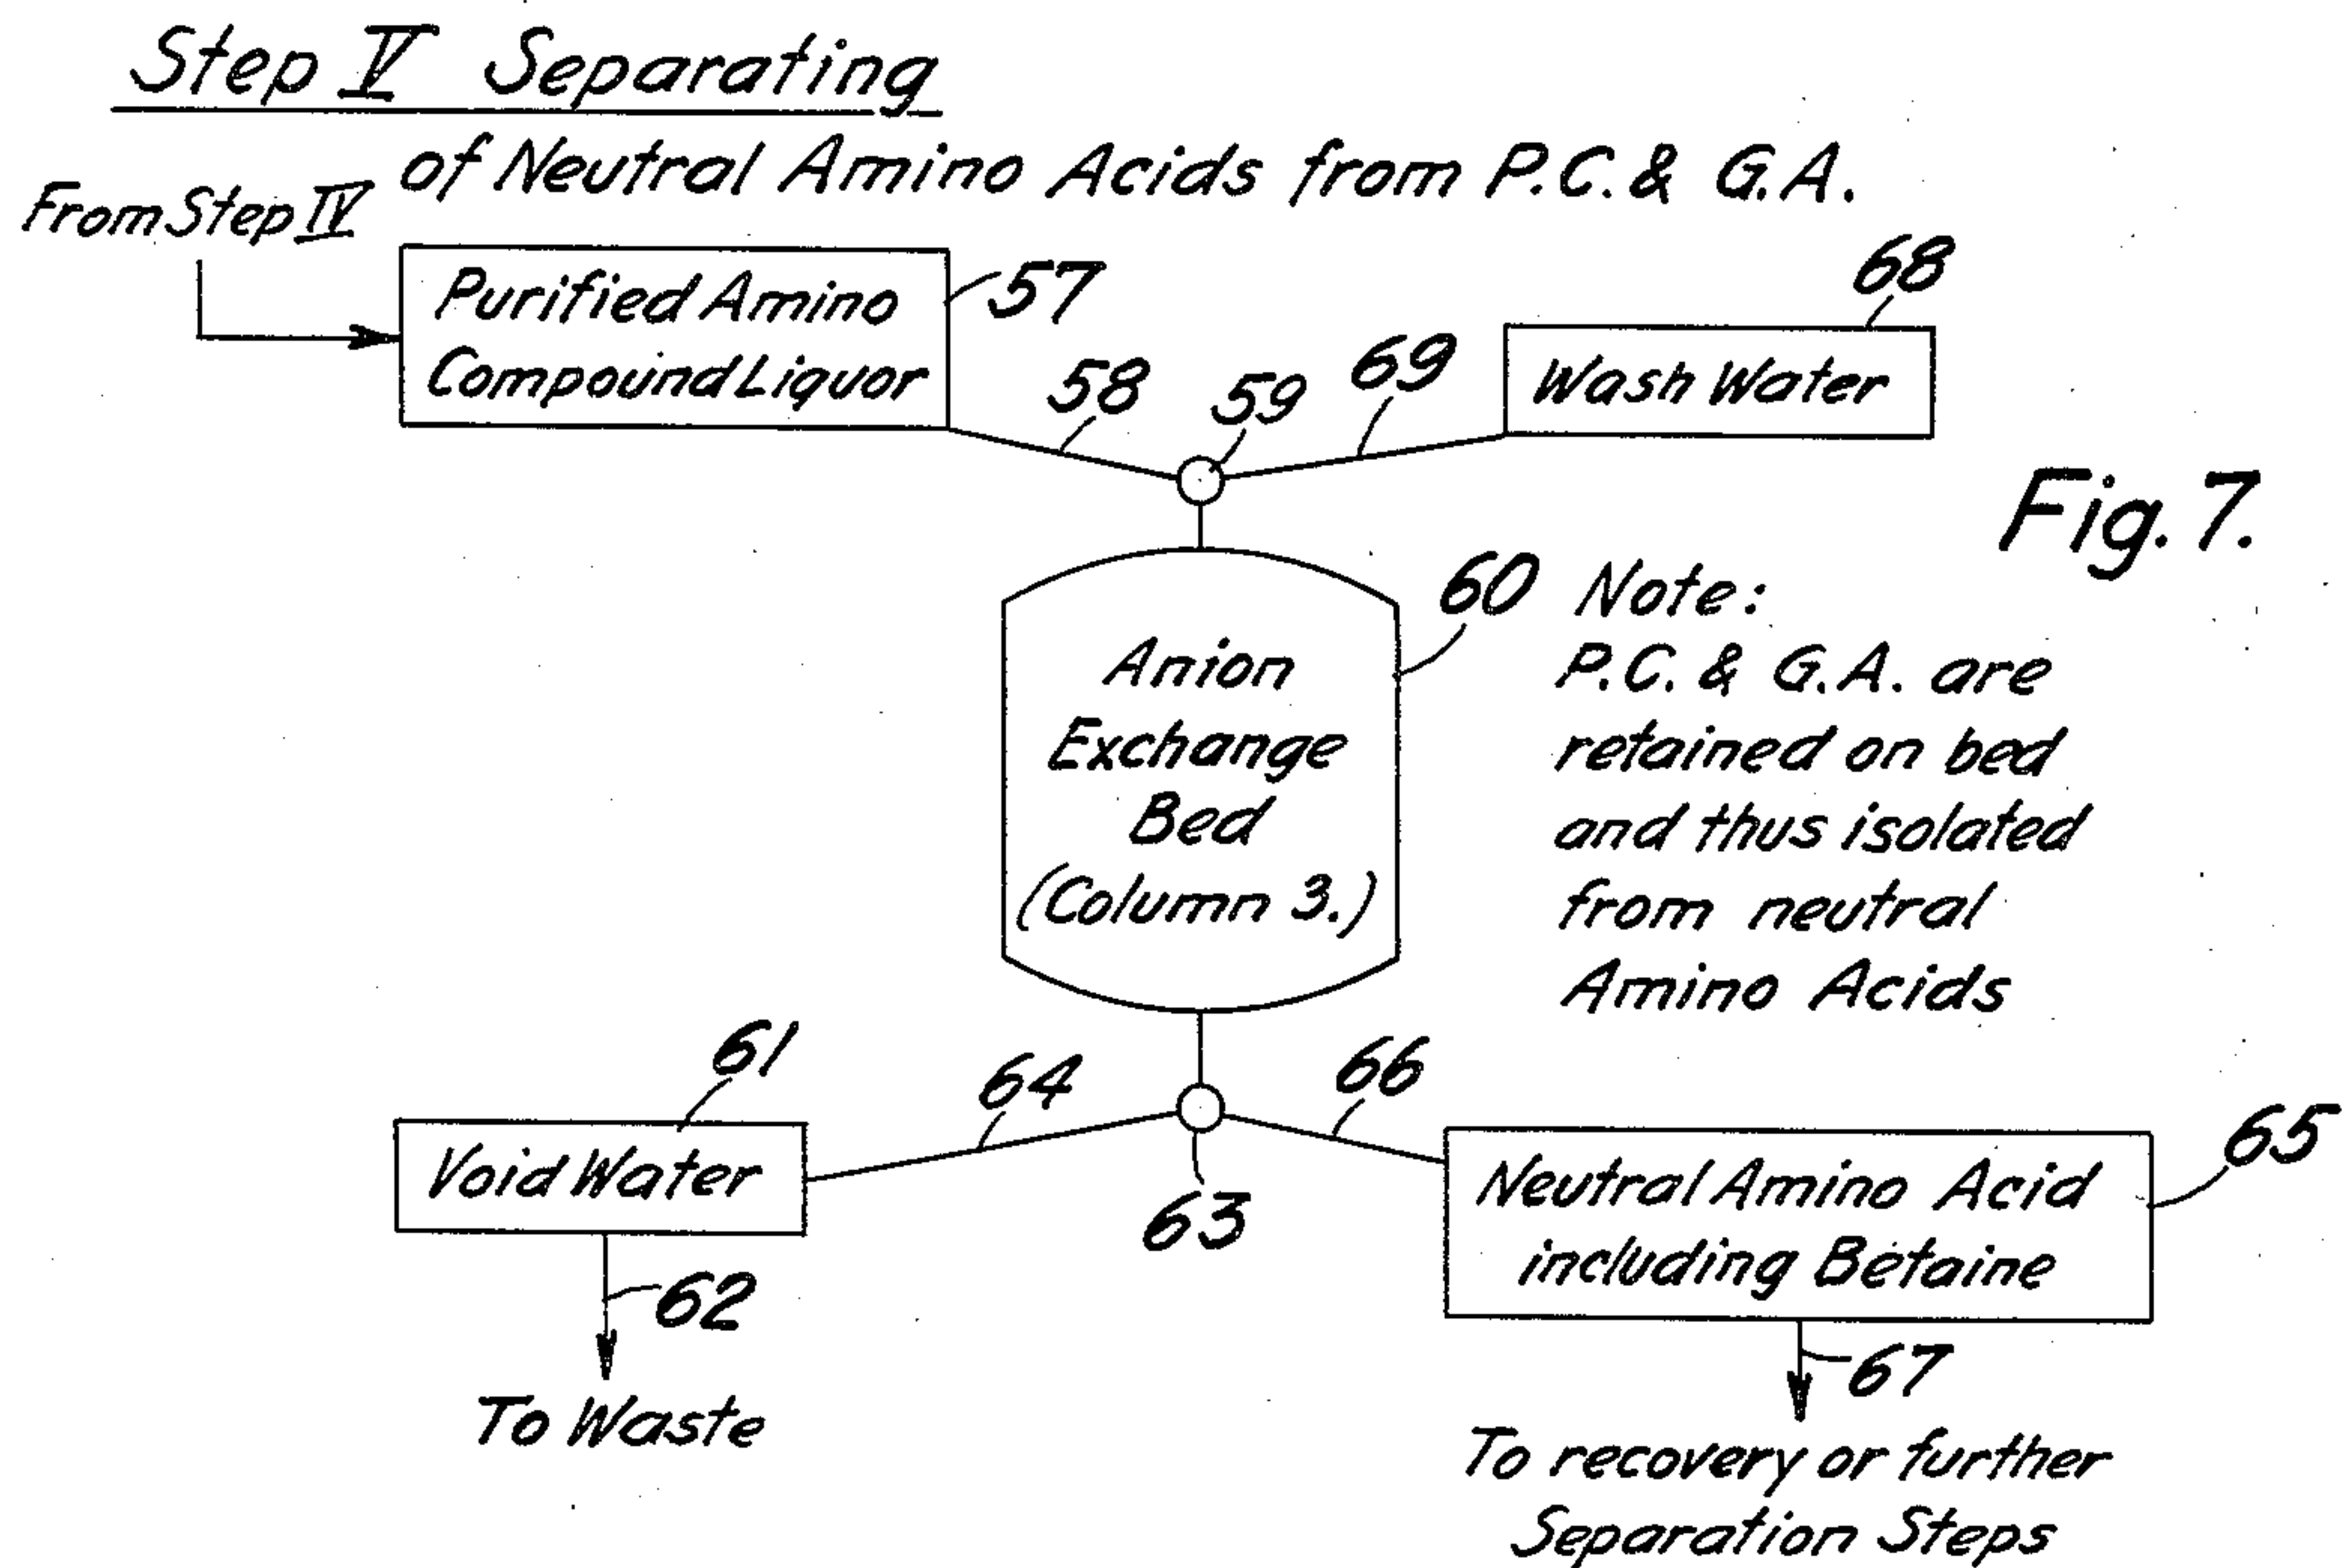 Step V Separating
of Neutral Amino Acids from P.C. & G.A.
From Step IV
Purified Amino
Compound Liquor
57
68
Wash Water
58
59
69
Fig. 7.
60
Anion
Exchange
Bed
(Column 3.)
Note:
P.C. & G.A. are
retained on bed
and thus isolated
from neutral
Amino Acids
61
64
66
65
Void Water
63
Neutral Amino Acid
including Betaine
62
67
To Waste
To recovery or further
Separation Steps